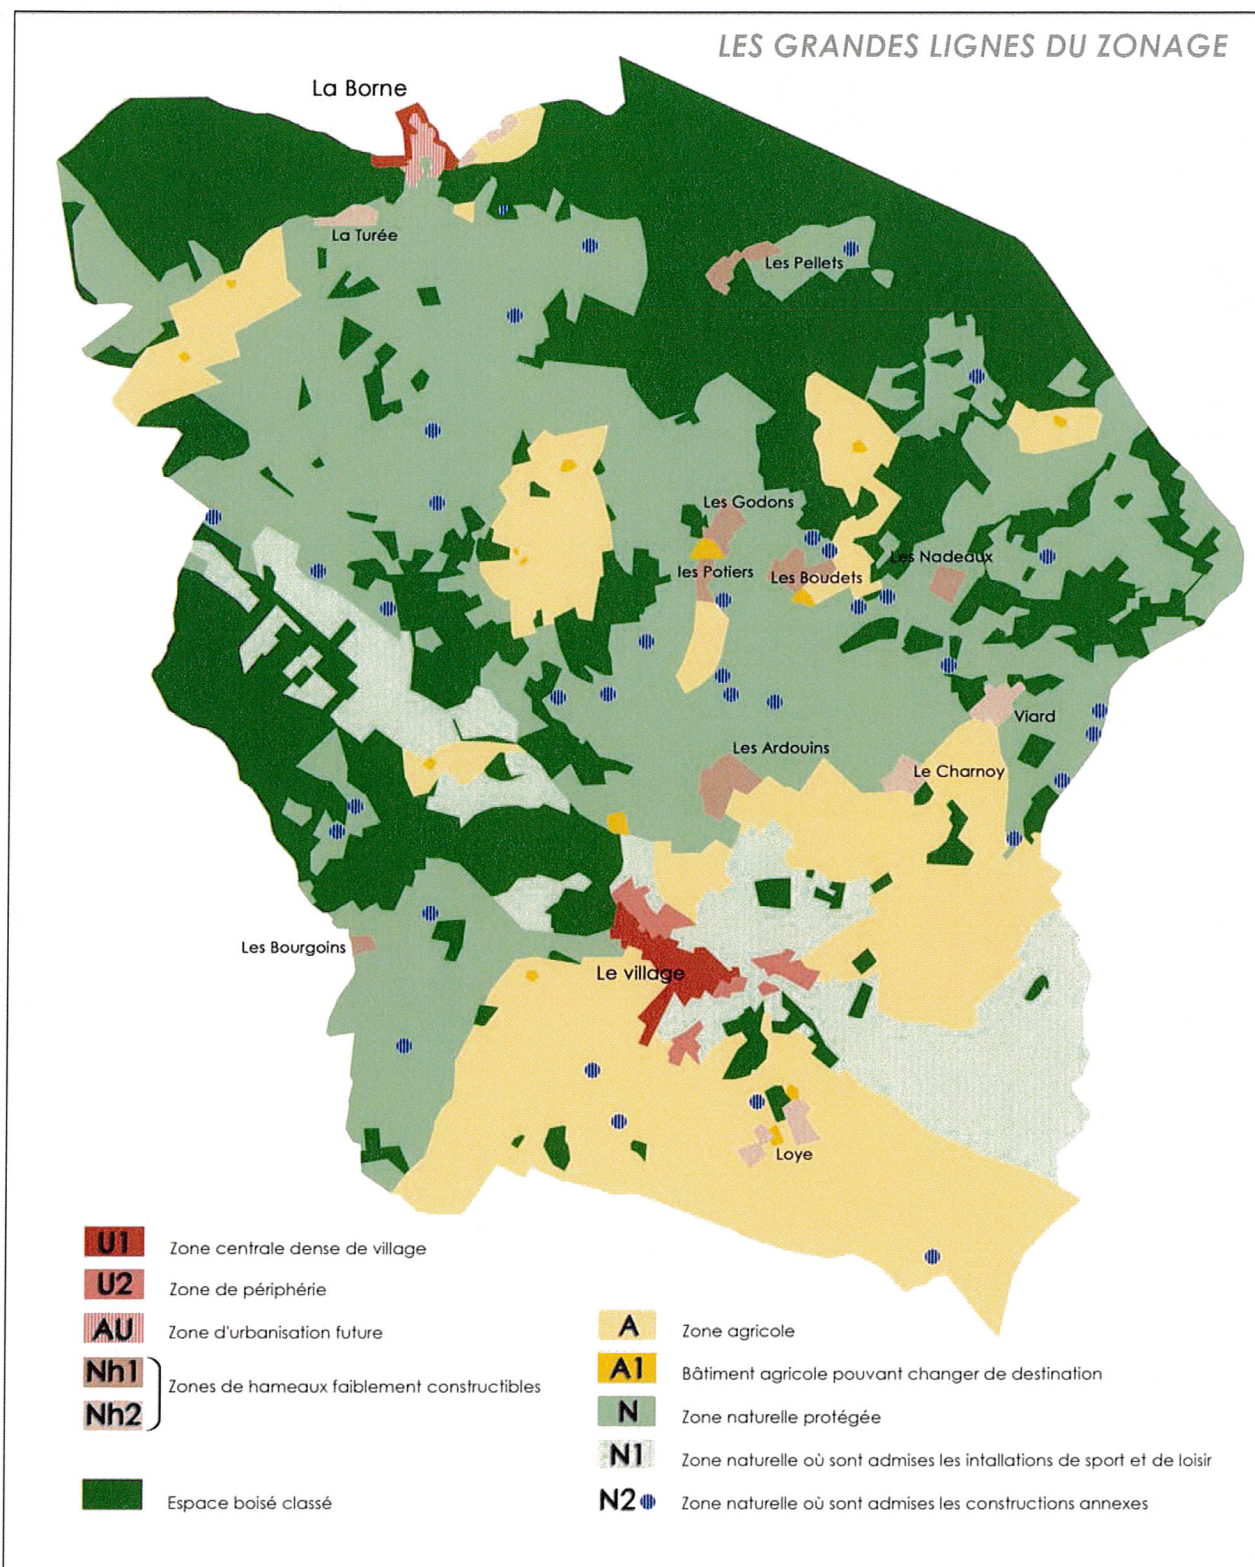 LES GRANDES LIGNES DU ZONAGE
La Borne
La Turée
Les Pellets
Les Godons
les Potiers
Les Boudets
Les Nadeaux
Viard
Les Ardouins
Le Charnoy
Les Bourgoins
Le village
Loye
U1 Zone centrale dense de village
U2 Zone de périphérie
AU Zone d'urbanisation future
Nh1
Zones de hameaux faiblement constructibles
Nh2
Espace boisé classé
A Zone agricole
A1 Bâtiment agricole pouvant changer de destination
N Zone naturelle protégée
N1 Zone naturelle où sont admises les intallations de sport et de loisir
N2 Zone naturelle où sont admises les constructions annexes